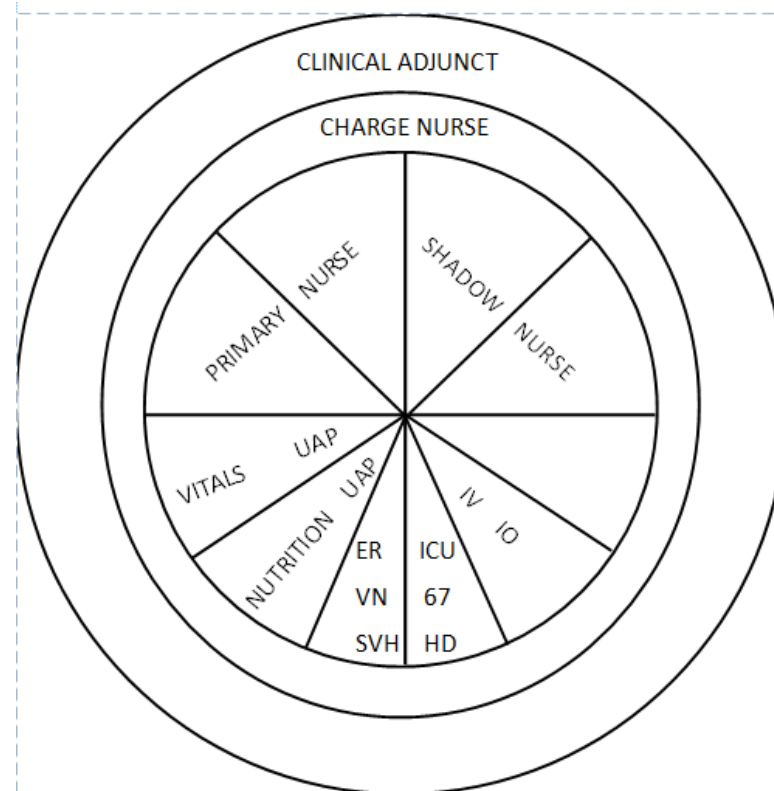 CLINICAL ADJUNCT
CHARGE NURSE
PRIMARY NURSE
SHADOW NURSE
VITALS UAP
NUTRITION UAP
ER
VN
SVH
ICU
67
HD
IV IO